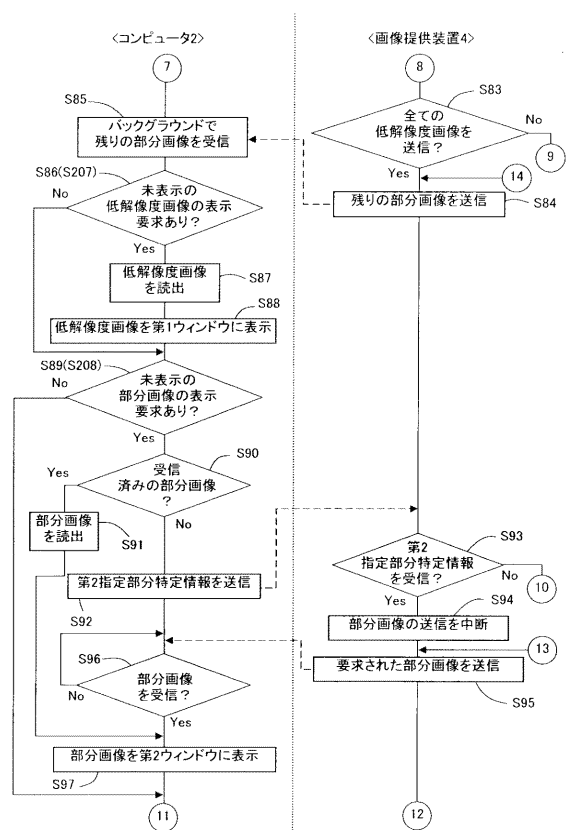 〈コンピュータ2〉
7
S85
バックグラウンドで
残りの部分画像を受信
S86(S207)
No
未表示の
低解像度画像の表示
要求あり？
Yes
低解像度画像
を読出
S87
S88
低解像度画像を第1ウィンドウに表示
S89(S208)
No
未表示の
部分画像の表示
要求あり？
Yes
S90
Yes
受信
済みの部分画像
？
No
部分画像
を読出
S91
第2指定部分特定情報を送信
S92
S96
部分画像
を受信？
No
Yes
部分画像を第2ウィンドウに表示
S97
11
〈画像提供装置4〉
8
S83
全ての
低解像度画像を
送信？
No
9
Yes
14
残りの部分画像を送信
S84
S93
第2
指定部分特定情報
を受信？
No
10
Yes
S94
部分画像の送信を中断
13
要求された部分画像を送信
S95
12